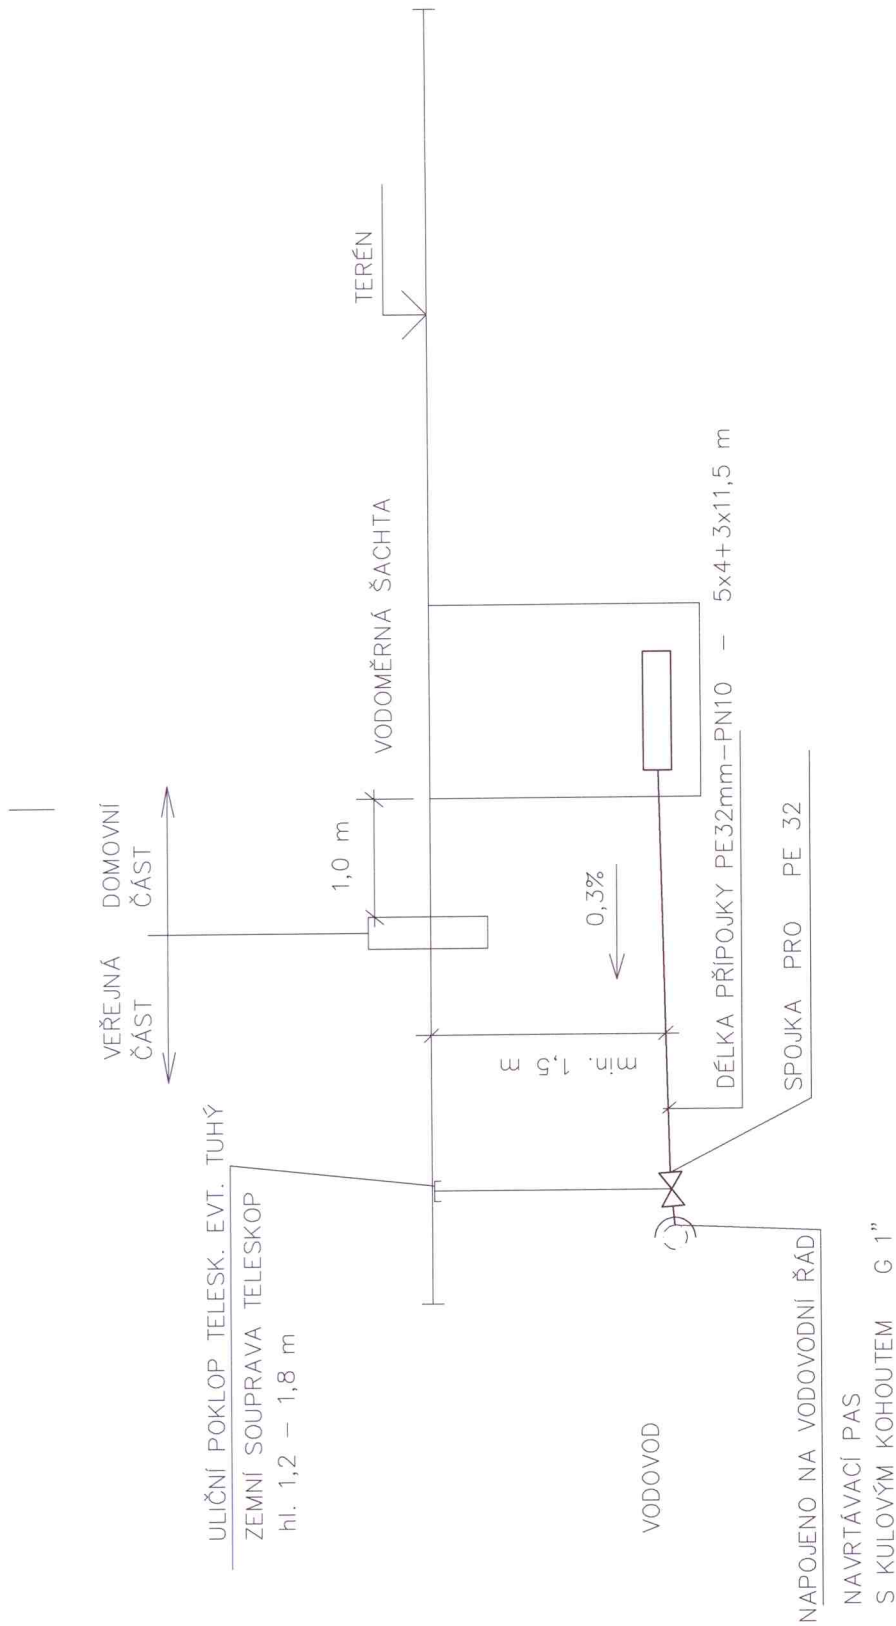 VEŘEJNÁ
ČÁST
DOMOVNÍ
ČÁST
ULIČNÍ POKLOP TELESK. EVT. TUHÝ
ZEMNÍ SOUPRAVA TELESKOP
hl. 1,2 – 1,8 m
1,0 m
VODOMĚRNÁ ŠACHTA
TERÉN
min. 1,5 m
0,3%
VODOVOD
DÉLKA PŘÍPOJKY PE32mm–PN10 – 5x4+3x11,5 m
SPOJKA PRO PE 32
NAPOJENO NA VODOVODNÍ ŘÁD
NAVRTÁVACÍ PAS
S KULOVÝM KOHOUTEM G 1"